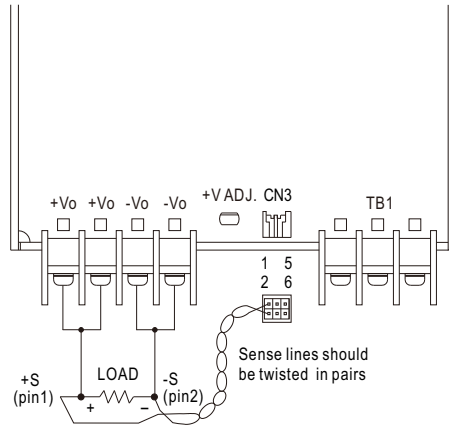 +Vo +Vo -Vo -Vo +V ADJ. CN3 TB1
1 5
2 6
Sense lines should
be twisted in pairs
+S
(pin1)
LOAD
+ −
-S
(pin2)